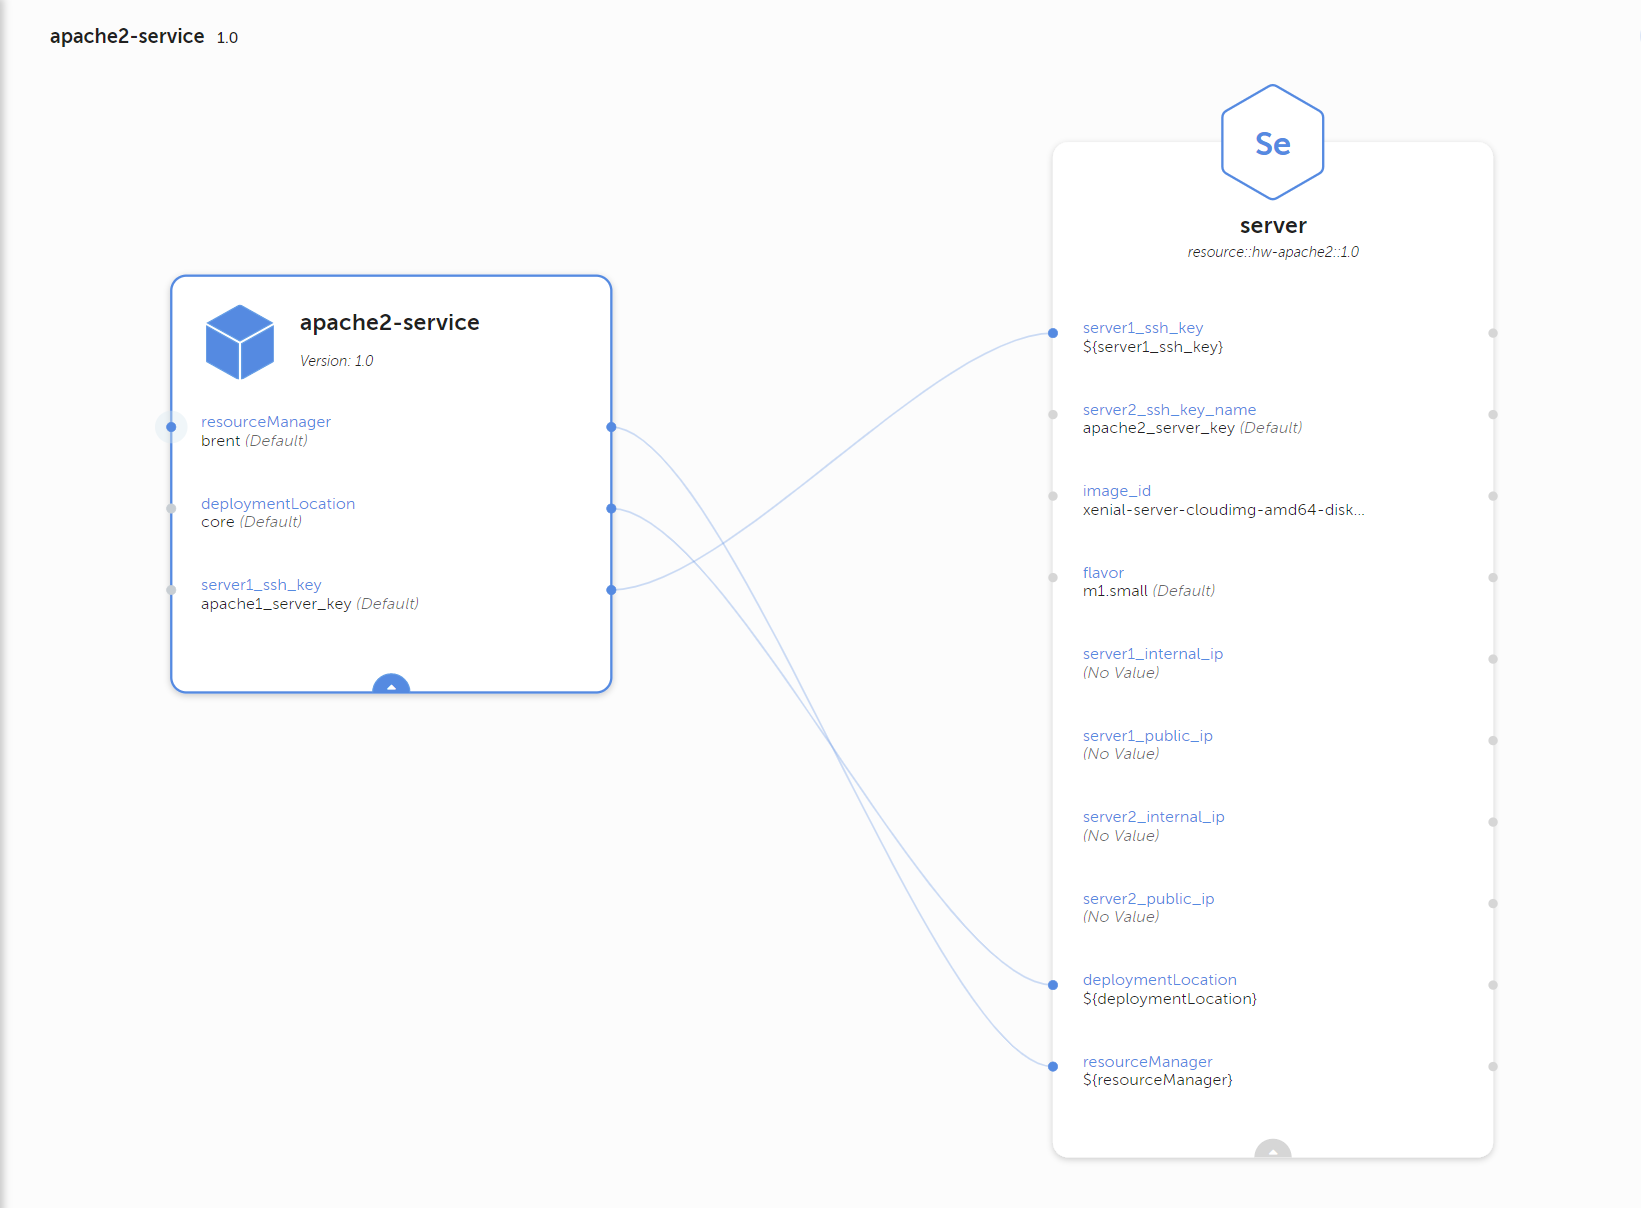 apache2-service 1.0
apache2-service
Version: 1.0
resourceManager
brent (Default)
deploymentLocation
core (Default)
server1_ssh_key
apache1_server_key (Default)
Se
server
resource::hw-apache2::1.0
server1_ssh_key
${server1_ssh_key}
server2_ssh_key_name
apache2_server_key (Default)
image_id
xenial-server-cloudimg-amd64-disk...
flavor
m1.small (Default)
server1_internal_ip
(No Value)
server1_public_ip
(No Value)
server2_internal_ip
(No Value)
server2_public_ip
(No Value)
deploymentLocation
${deploymentLocation}
resourceManager
${resourceManager}